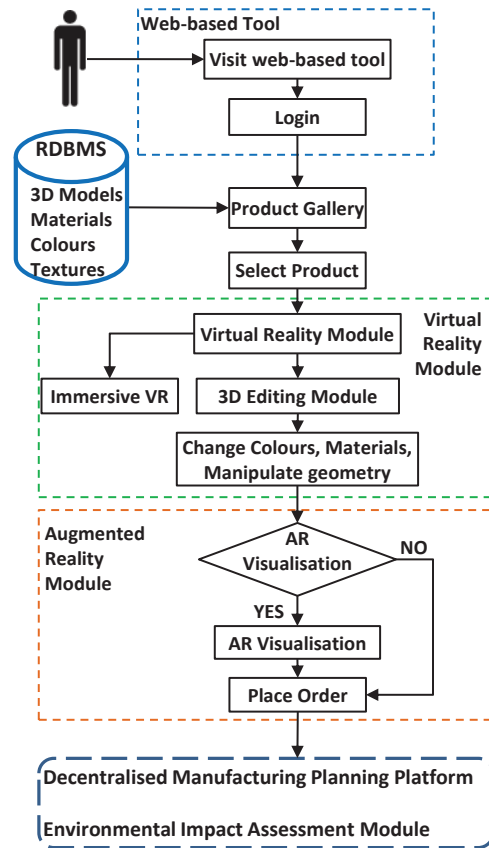 Web-based Tool
Visit web-based tool
Login
RDBMS
3D Models
Materials
Colours
Textures
Product Gallery
Select Product
Virtual
Reality
Module
Virtual Reality Module
Immersive VR
3D Editing Module
Change Colours, Materials,
Manipulate geometry
Augmented
Reality
Module
AR
Visualisation
NO
YES
AR Visualisation
Place Order
Decentralised Manufacturing Planning Platform
Environmental Impact Assessment Module